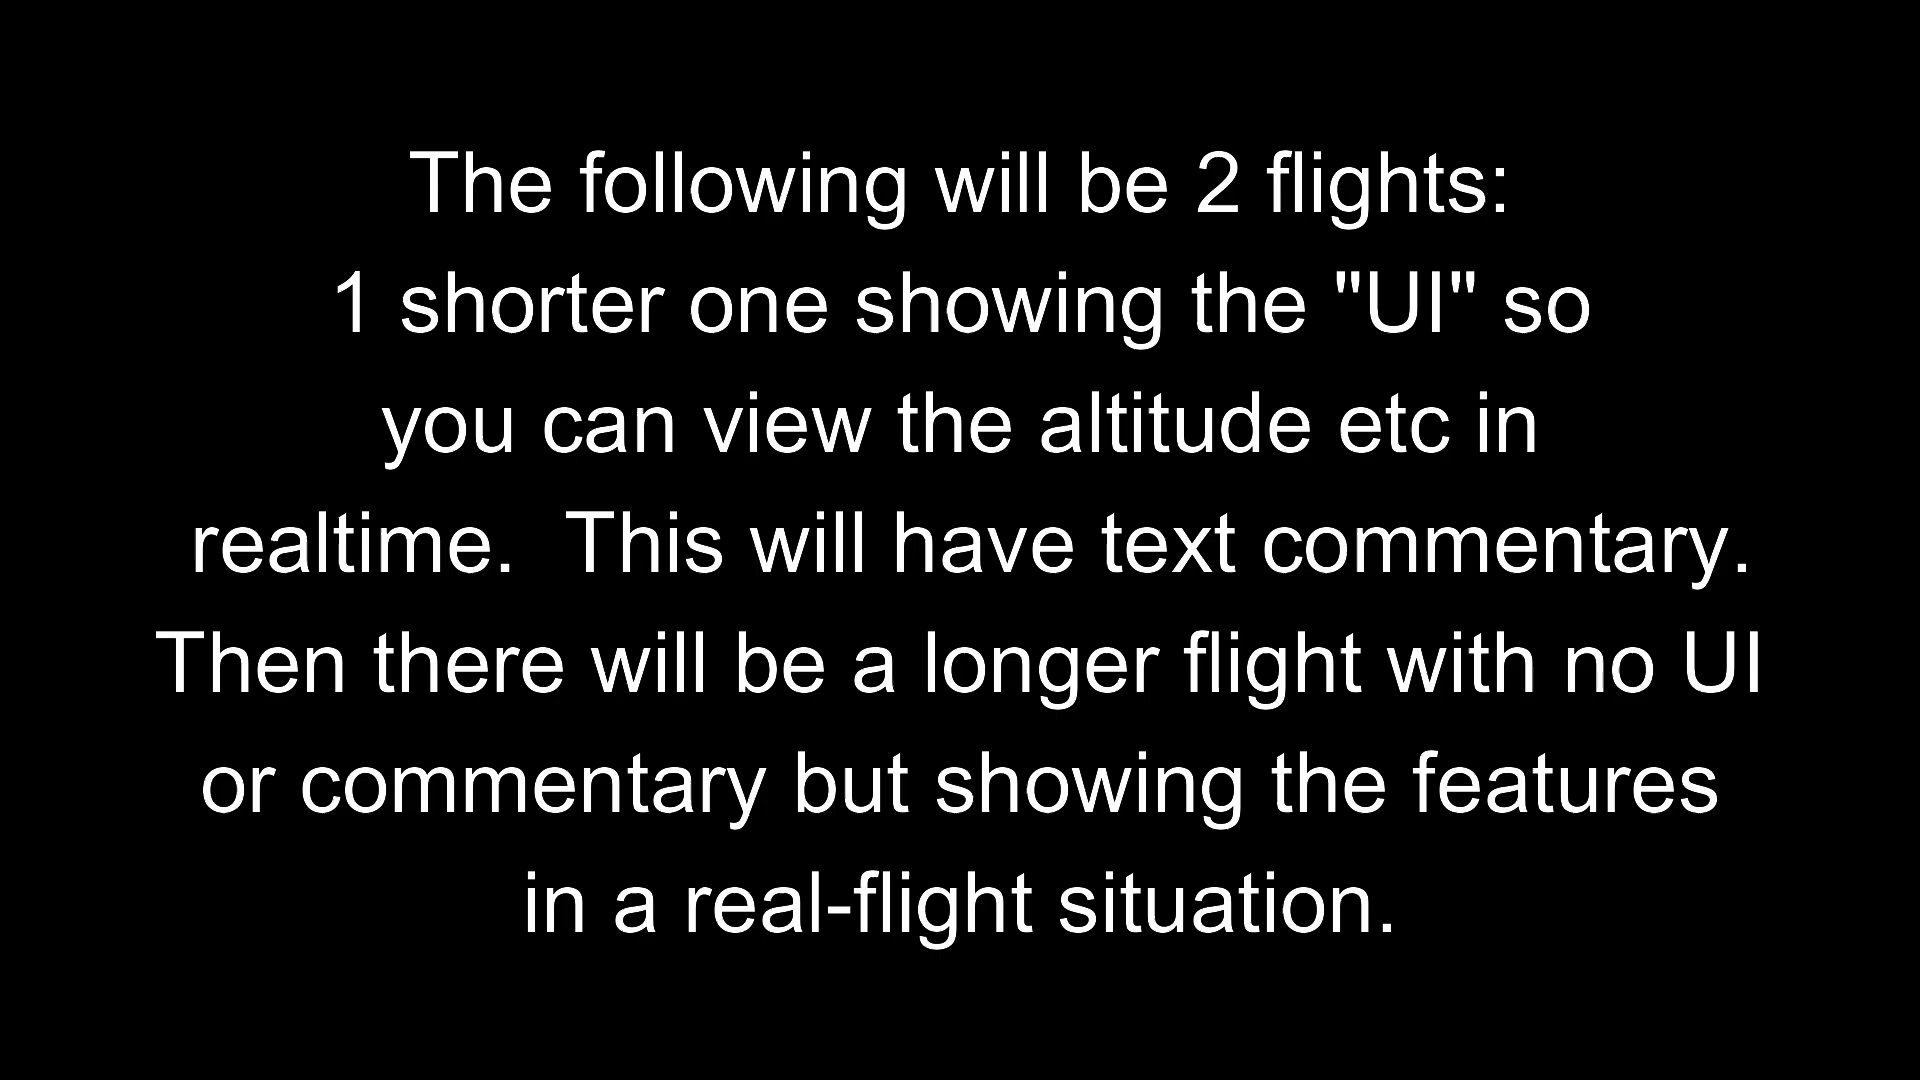 The following will be 2 flights:
1 shorter one showing the "UI" so
you can view the altitude etc in
realtime.  This will have text commentary.
Then there will be a longer flight with no UI
or commentary but showing the features
in a real-flight situation.